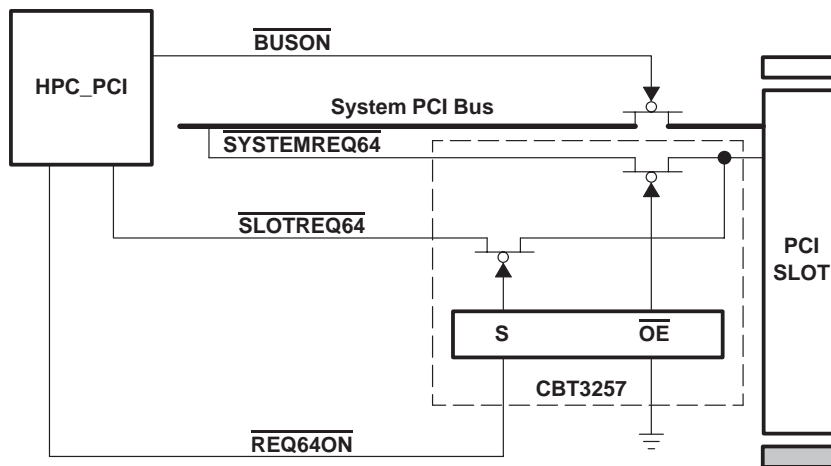 BUSON
HPC_PCI
System PCI Bus
SYSTEMREQ64
SLOTREQ64
PCI
SLOT
S
OE
CBT3257
REQ64ON